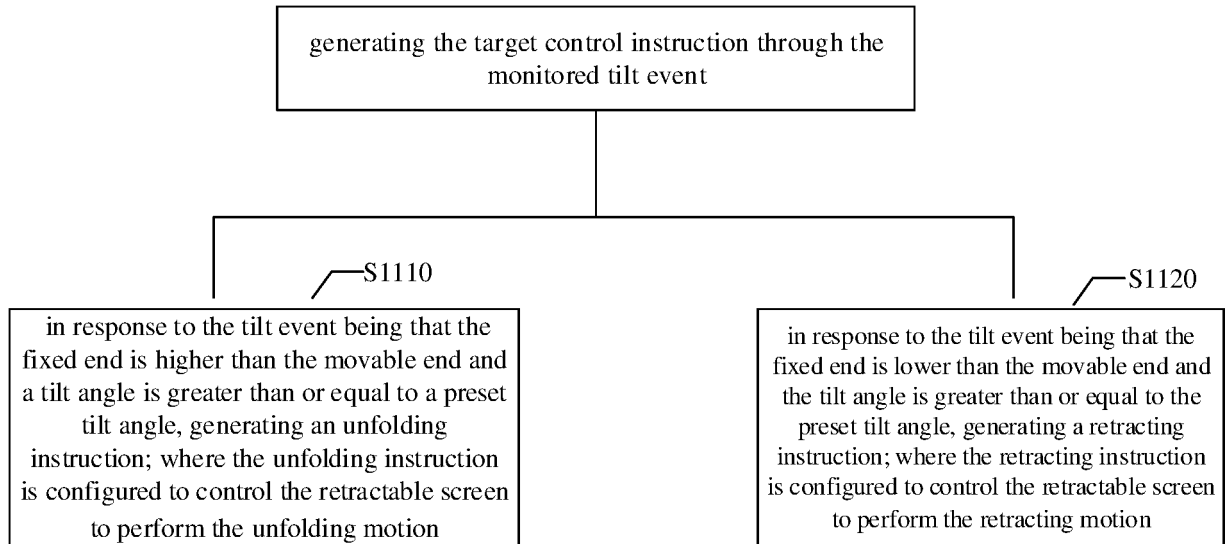 generating the target control instruction through the
monitored tilt event
S1110
in response to the tilt event being that the
fixed end is higher than the movable end and
a tilt angle is greater than or equal to a preset
tilt angle, generating an unfolding
instruction; where the unfolding instruction
is configured to control the retractable screen
to perform the unfolding motion
S1120
in response to the tilt event being that the
fixed end is lower than the movable end and
the tilt angle is greater than or equal to the
preset tilt angle, generating a retracting
instruction; where the retracting instruction
is configured to control the retractable screen
to perform the retracting motion